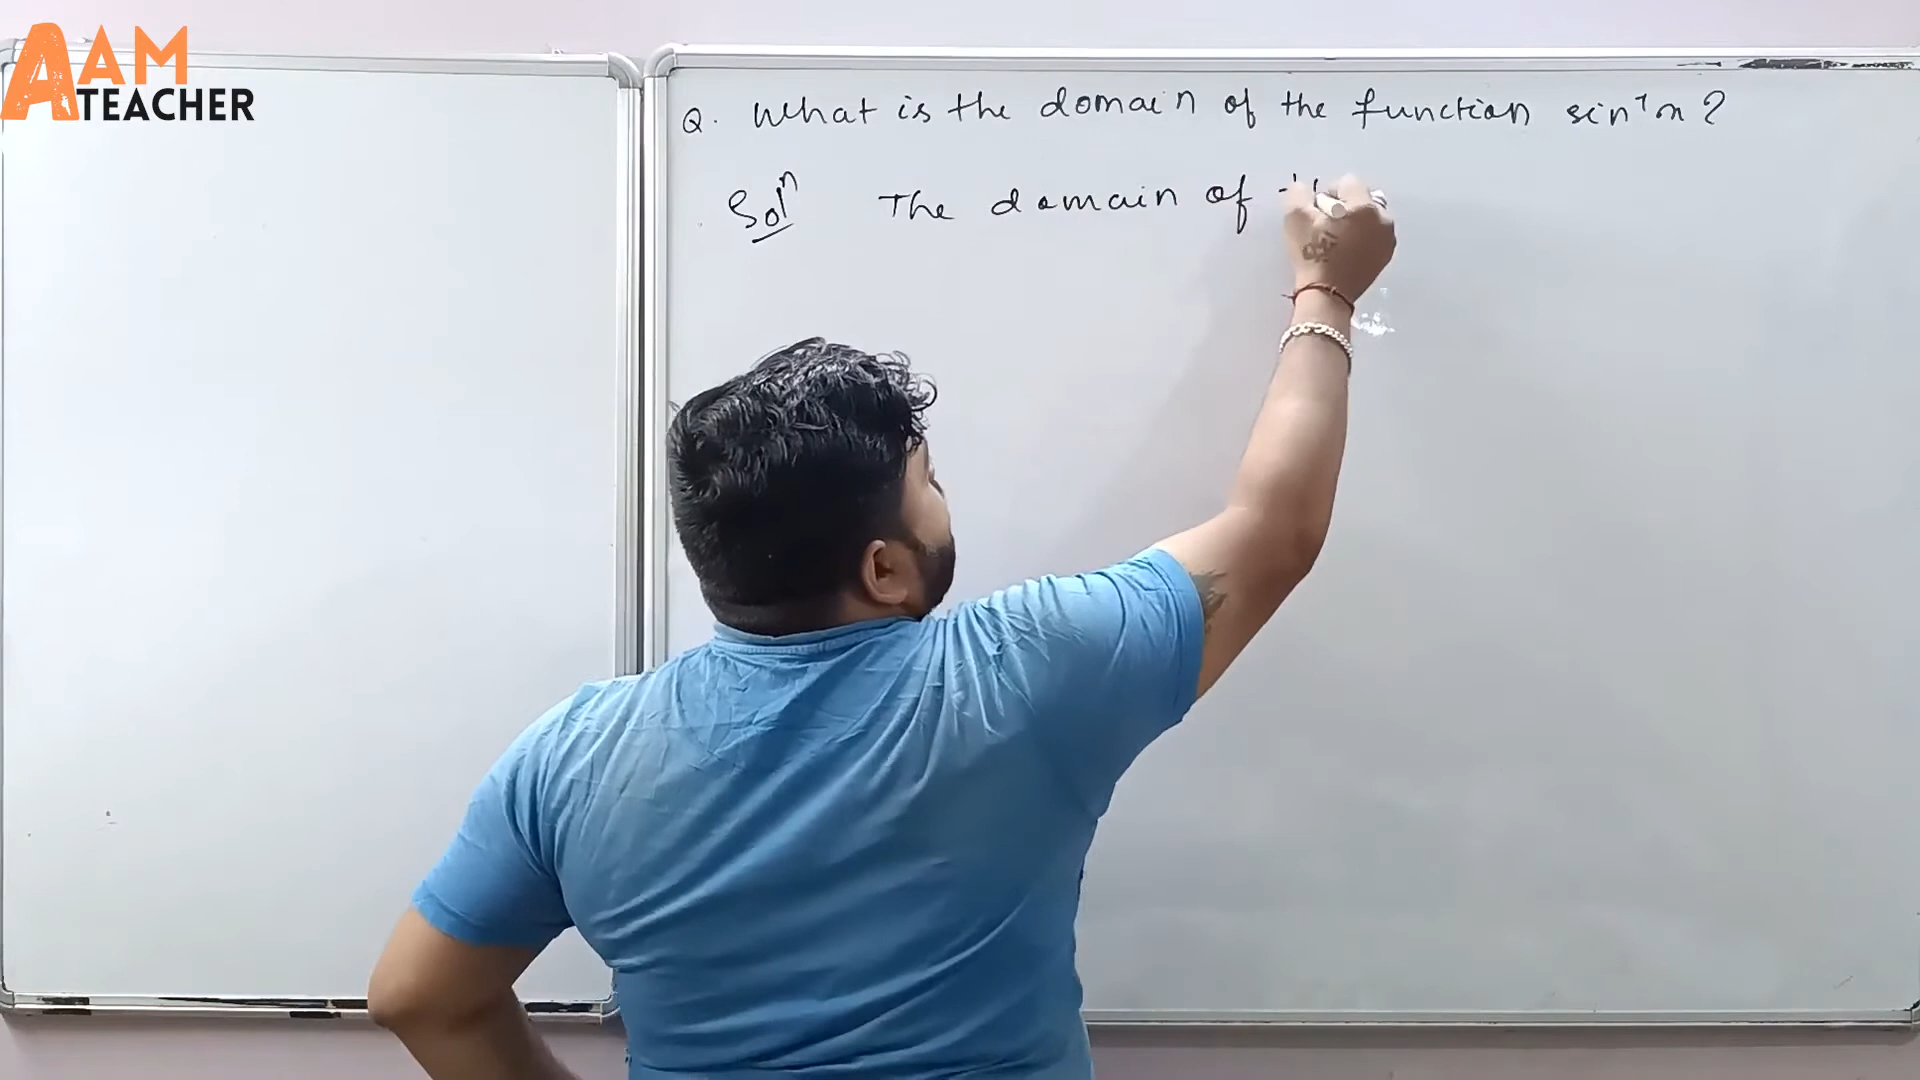 AAM
TEACHER
Q. What is the domain of the function sin⁻¹x?
Solⁿ The domain of